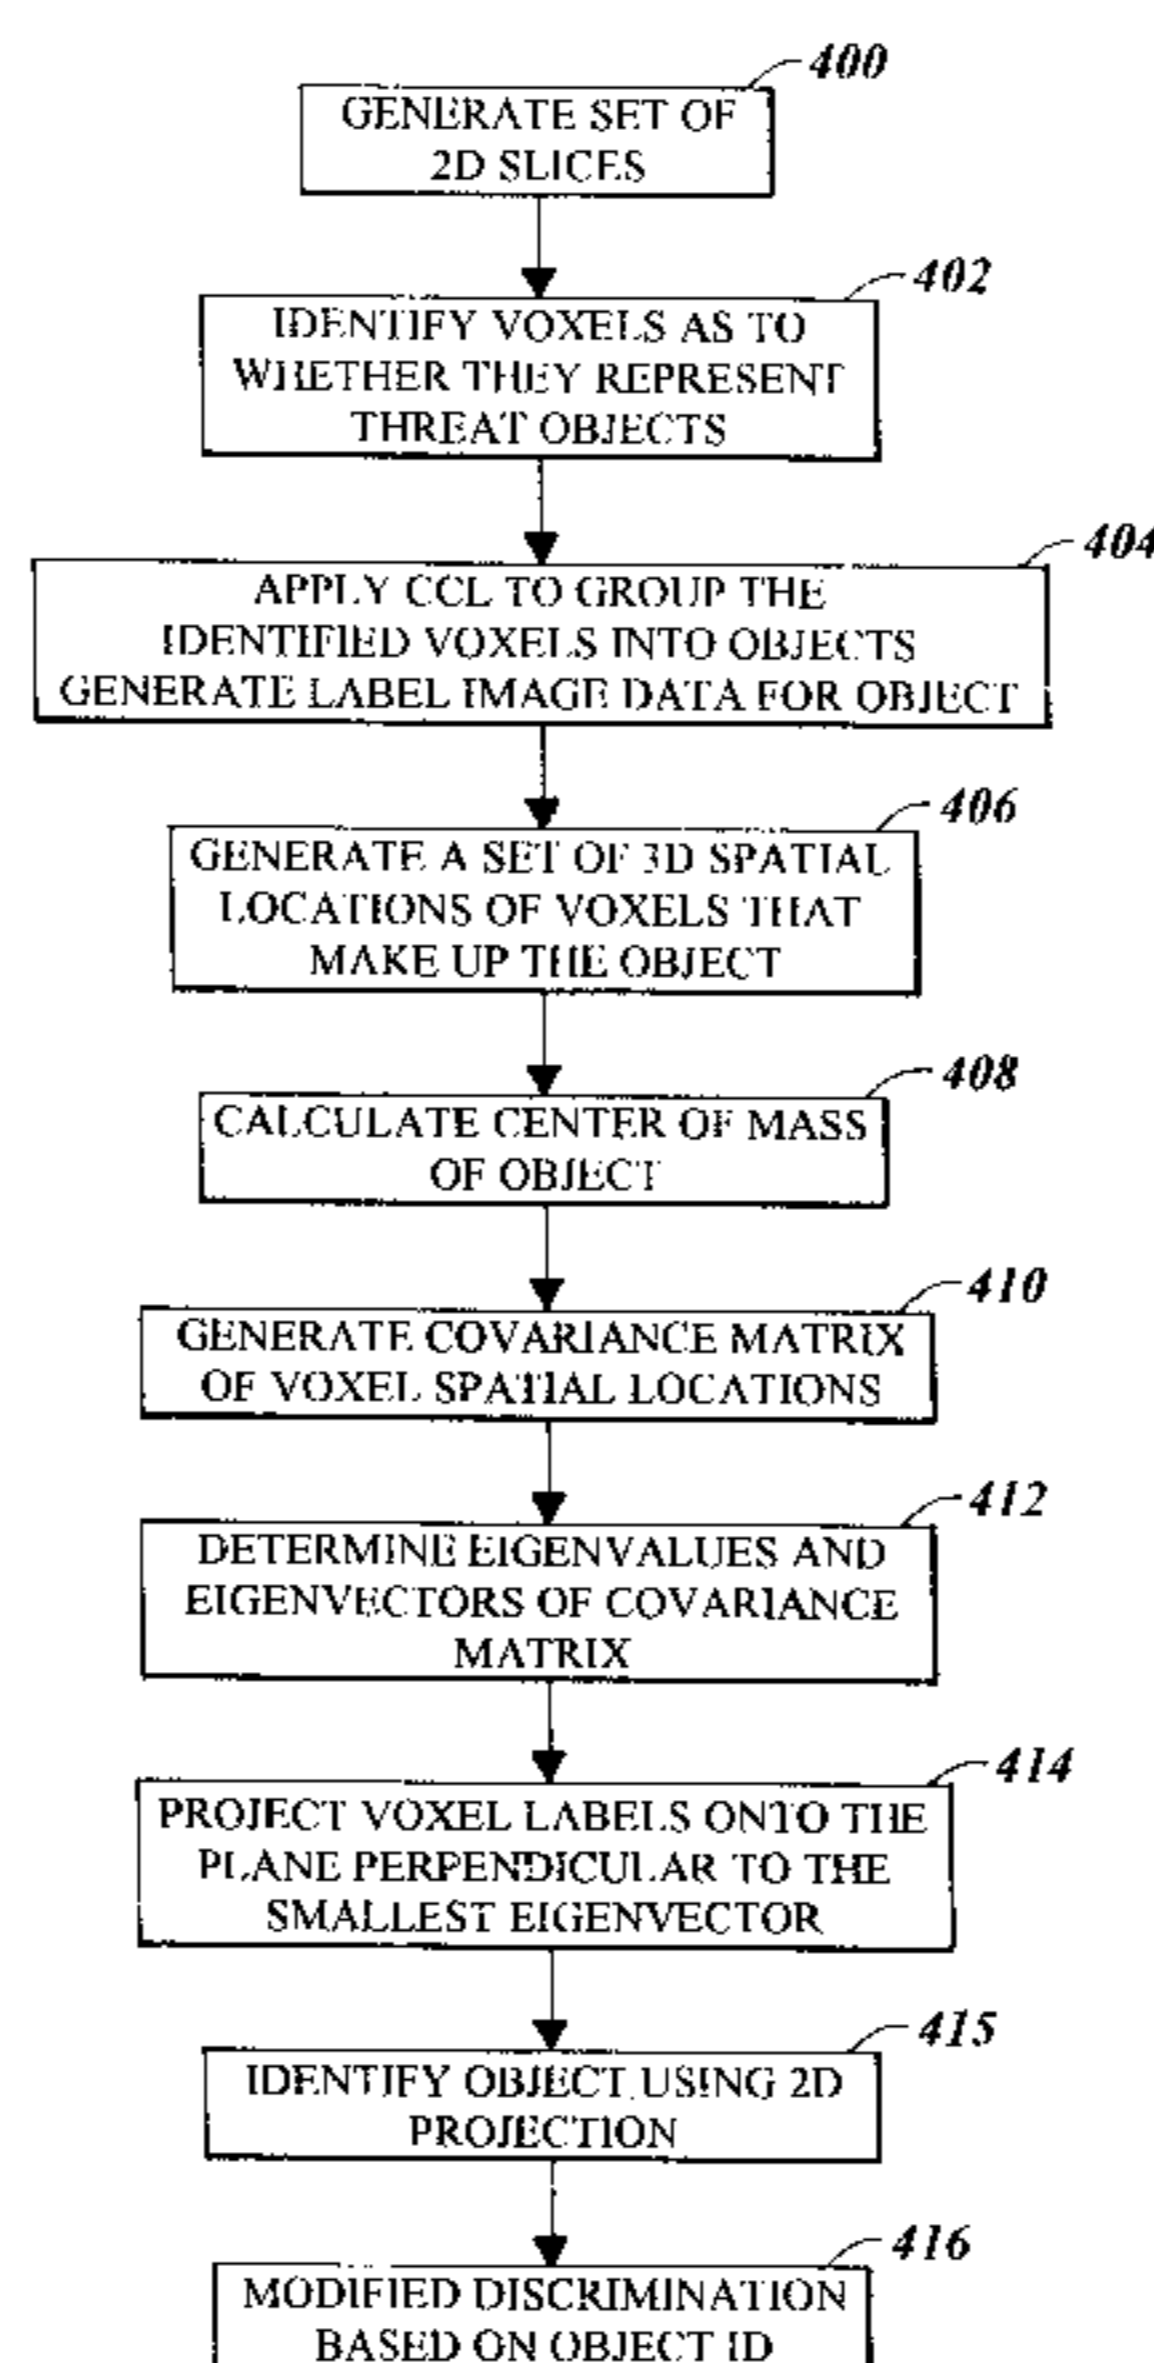 400
GENERATE SET OF
2D SLICES
402
IDENTIFY VOXELS AS TO
WHETHER THEY REPRESENT
THREAT OBJECTS
404
APPLY CCL TO GROUP THE
IDENTIFIED VOXELS INTO OBJECTS
GENERATE LABEL IMAGE DATA FOR OBJECT
406
GENERATE A SET OF 3D SPATIAL
LOCATIONS OF VOXELS THAT
MAKE UP THE OBJECT
408
CALCULATE CENTER OF MASS
OF OBJECT
410
GENERATE COVARIANCE MATRIX
OF VOXEL SPATIAL LOCATIONS
412
DETERMINE EIGENVALUES AND
EIGENVECTORS OF COVARIANCE
MATRIX
414
PROJECT VOXEL LABELS ONTO THE
PLANE PERPENDICULAR TO THE
SMALLEST EIGENVECTOR
415
IDENTIFY OBJECT USING 2D
PROJECTION
416
MODIFIED DISCRIMINATION
BASED ON OBJECT ID